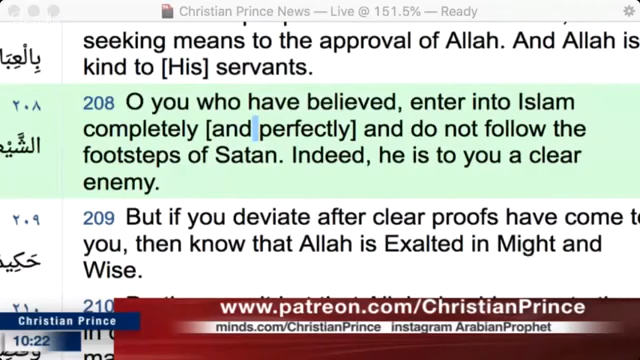 Christian Prince News — Live @ 151.5% — Ready
seeking means to the approval of Allah. And Allah is
kind to [His] servants.
٢٠٨
208 O you who have believed, enter into Islam
completely [and perfectly] and do not follow the
footsteps of Satan. Indeed, he is to you a clear
enemy.
٢٠٩
209 But if you deviate after clear proofs have come to
you, then know that Allah is Exalted in Might and
Wise.
٢١٠
210
www.patreon.com/ChristianPrince
minds.com/ChristianPrince instagram ArabianProphet
Christian Prince
10:22